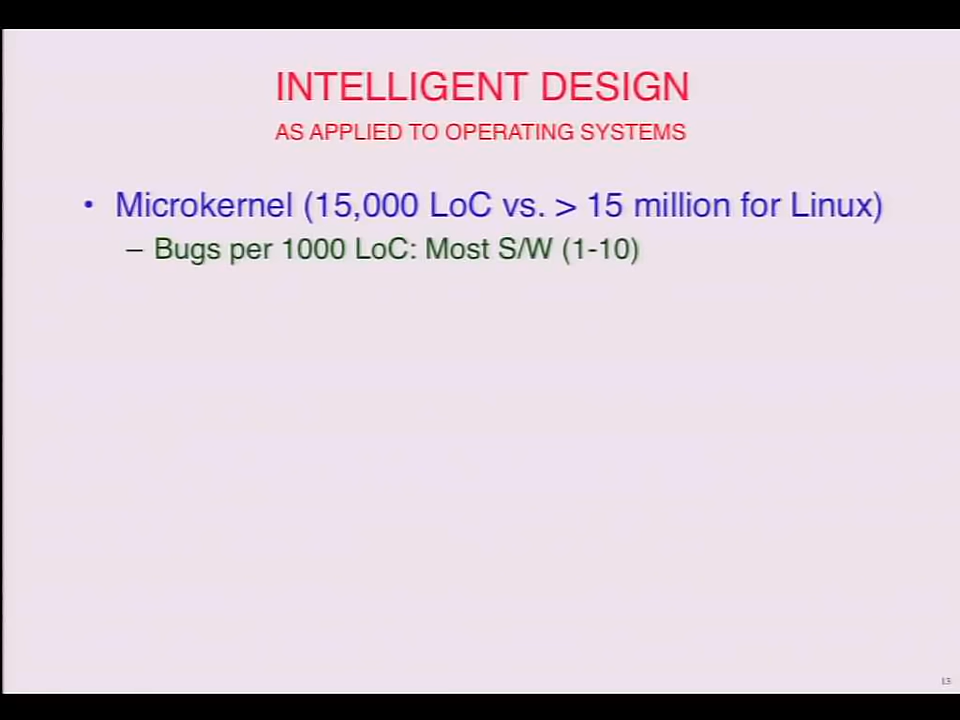 INTELLIGENT DESIGN
AS APPLIED TO OPERATING SYSTEMS
• Microkernel (15,000 LoC vs. > 15 million for Linux)
– Bugs per 1000 LoC: Most S/W (1-10)
13